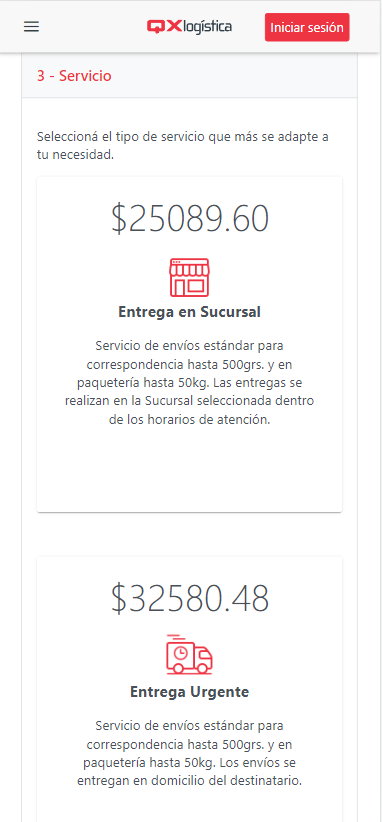 QX logística
Iniciar sesión
3 - Servicio
Seleccioná el tipo de servicio que más se adapte a
tu necesidad.
$25089.60
Entrega en Sucursal
Servicio de envíos estándar para
correspondencia hasta 500grs. y en
paquetería hasta 50kg. Las entregas se
realizan en la Sucursal seleccionada dentro
de los horarios de atención.
$32580.48
Entrega Urgente
Servicio de envíos estándar para
correspondencia hasta 500grs. y en
paquetería hasta 50kg. Los envíos se
entregan en domicilio del destinatario.